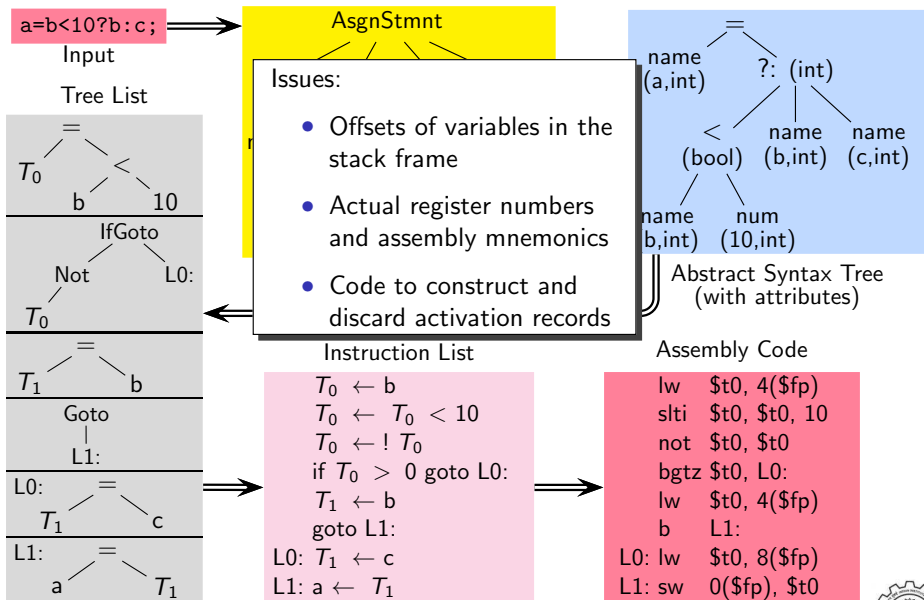 a=b<10?b:c;
Input
AsgnStmnt
Issues:
• Offsets of variables in the
stack frame
• Actual register numbers
and assembly mnemonics
• Code to construct and
discard activation records
=
name
(a,int)
?: (int)
<
(bool)
name
(b,int)
name
(c,int)
name
b,int)
num
(10,int)
Abstract Syntax Tree
(with attributes)
Tree List
=
T0
<
b
10
IfGoto
Not
L0:
T0
=
T1
b
Goto
L1:
L0:
=
T1
c
L1:
=
a
T1
Instruction List
T0 ← b
T0 ← T0 < 10
T0 ← ! T0
if T0 > 0 goto L0:
T1 ← b
goto L1:
L0: T1 ← c
L1: a ← T1
Assembly Code
lw $t0, 4($fp)
slti $t0, $t0, 10
not $t0, $t0
bgtz $t0, L0:
lw $t0, 4($fp)
b L1:
L0: lw $t0, 8($fp)
L1: sw 0($fp), $t0